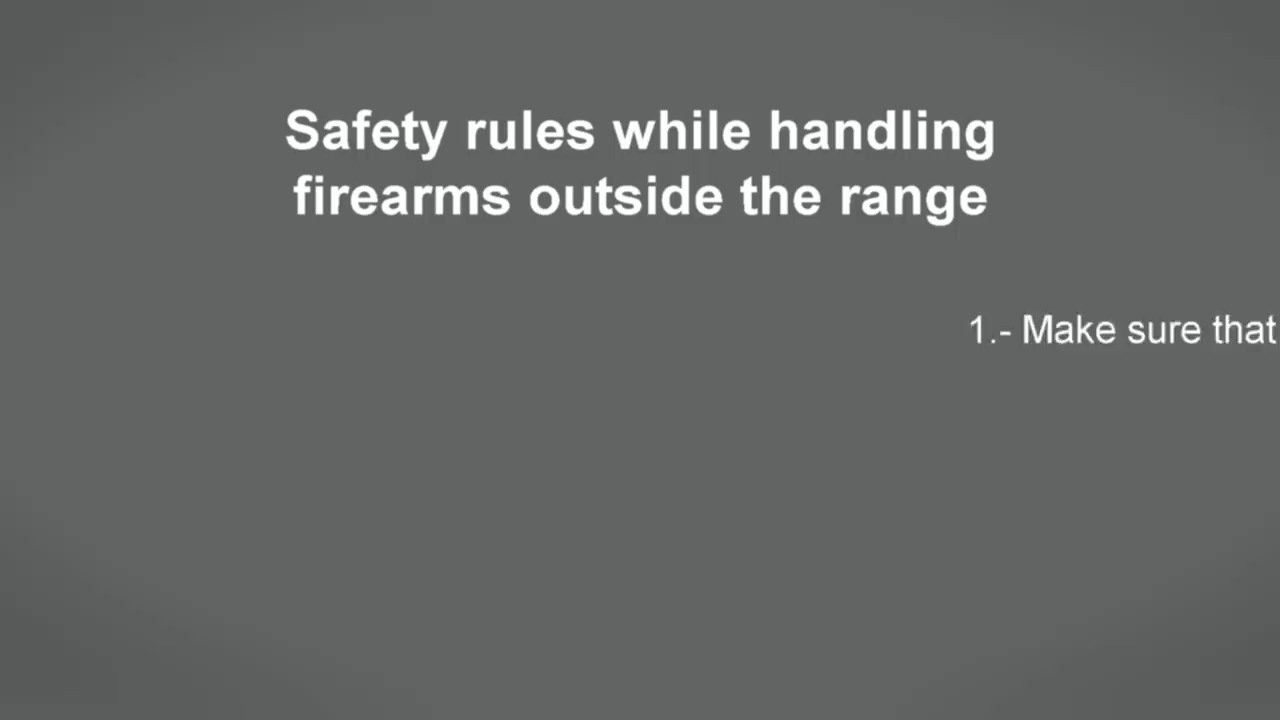 Safety rules while handling
firearms outside the range
1.- Make sure that